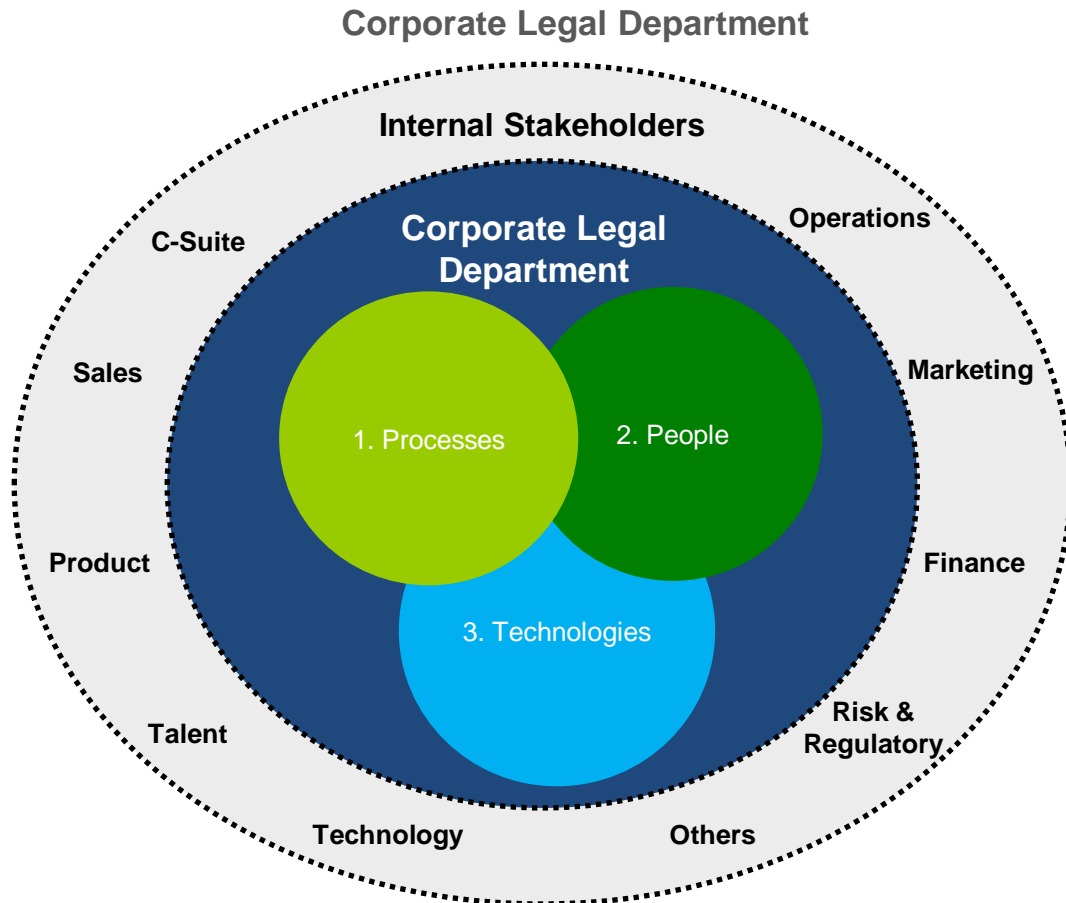 Corporate Legal Department
Internal Stakeholders
Operations
C-Suite
Corporate Legal
Department
Sales
Marketing
1. Processes
2. People
Product
Finance
3. Technologies
Talent
Risk &
Regulatory
Technology
Others